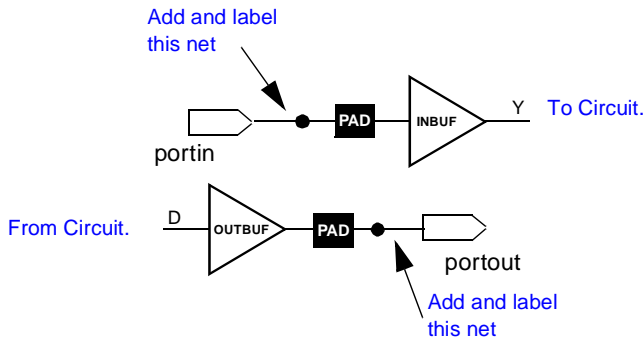 Add and label
this net
PAD
INBUF
Y
To Circuit.
portin
From Circuit.
D
OUTBUF
PAD
portout
Add and label
this net